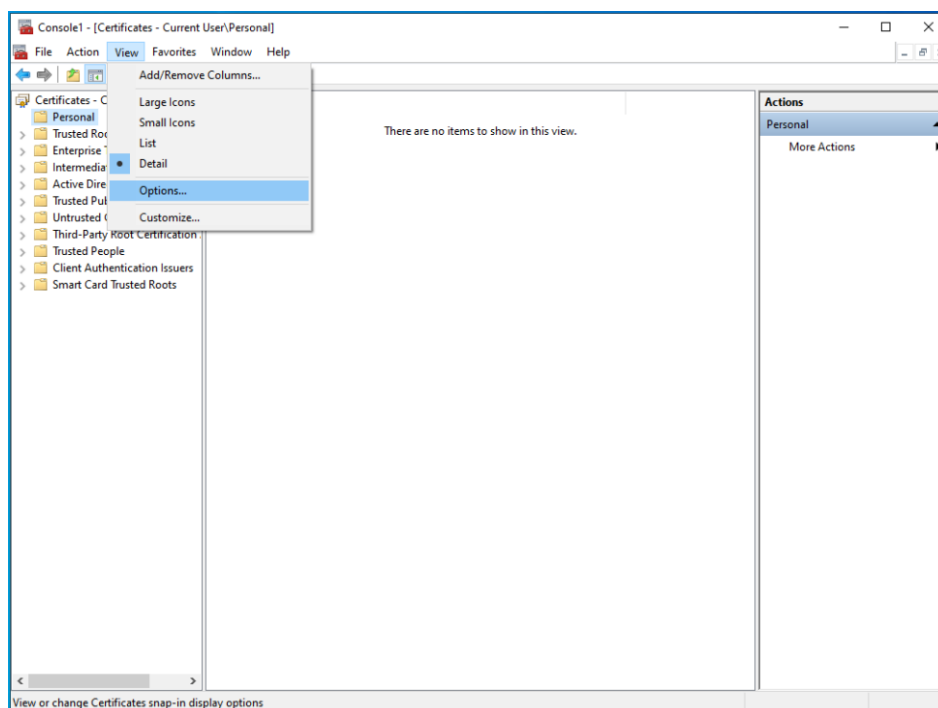 Console1 - [Certificates - Current User\Personal]
File Action View Favorites Window Help
Add/Remove Columns...
Large Icons
Small Icons
List
Detail
Options...
Customize...
Certificates - C
Personal
Trusted Roo
Enterprise T
Intermedia
Active Dire
Trusted Pub
Untrusted C
Third-Party Root Certification
Trusted People
Client Authentication Issuers
Smart Card Trusted Roots
There are no items to show in this view.
Actions
Personal
More Actions
View or change Certificates snap-in display options